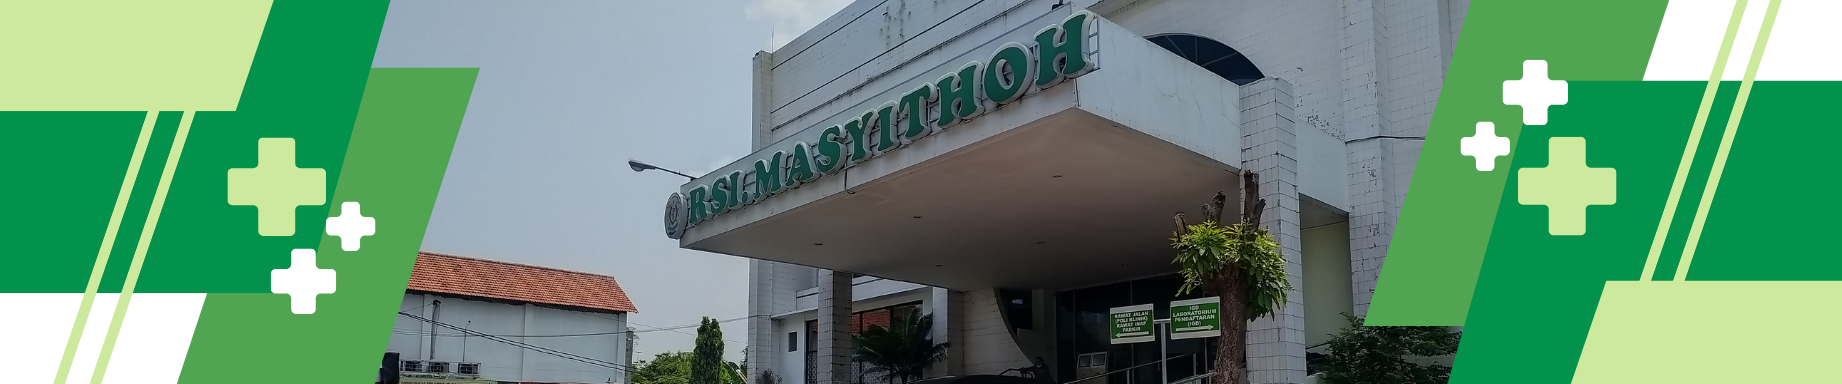 RSI. MASYITHOH
RAWAT JALAN
(POLI KLINIK)
RAWAT INAP
PARKIR
IGD
LABORATORIUM
PENDAFTARAN
(IGD)